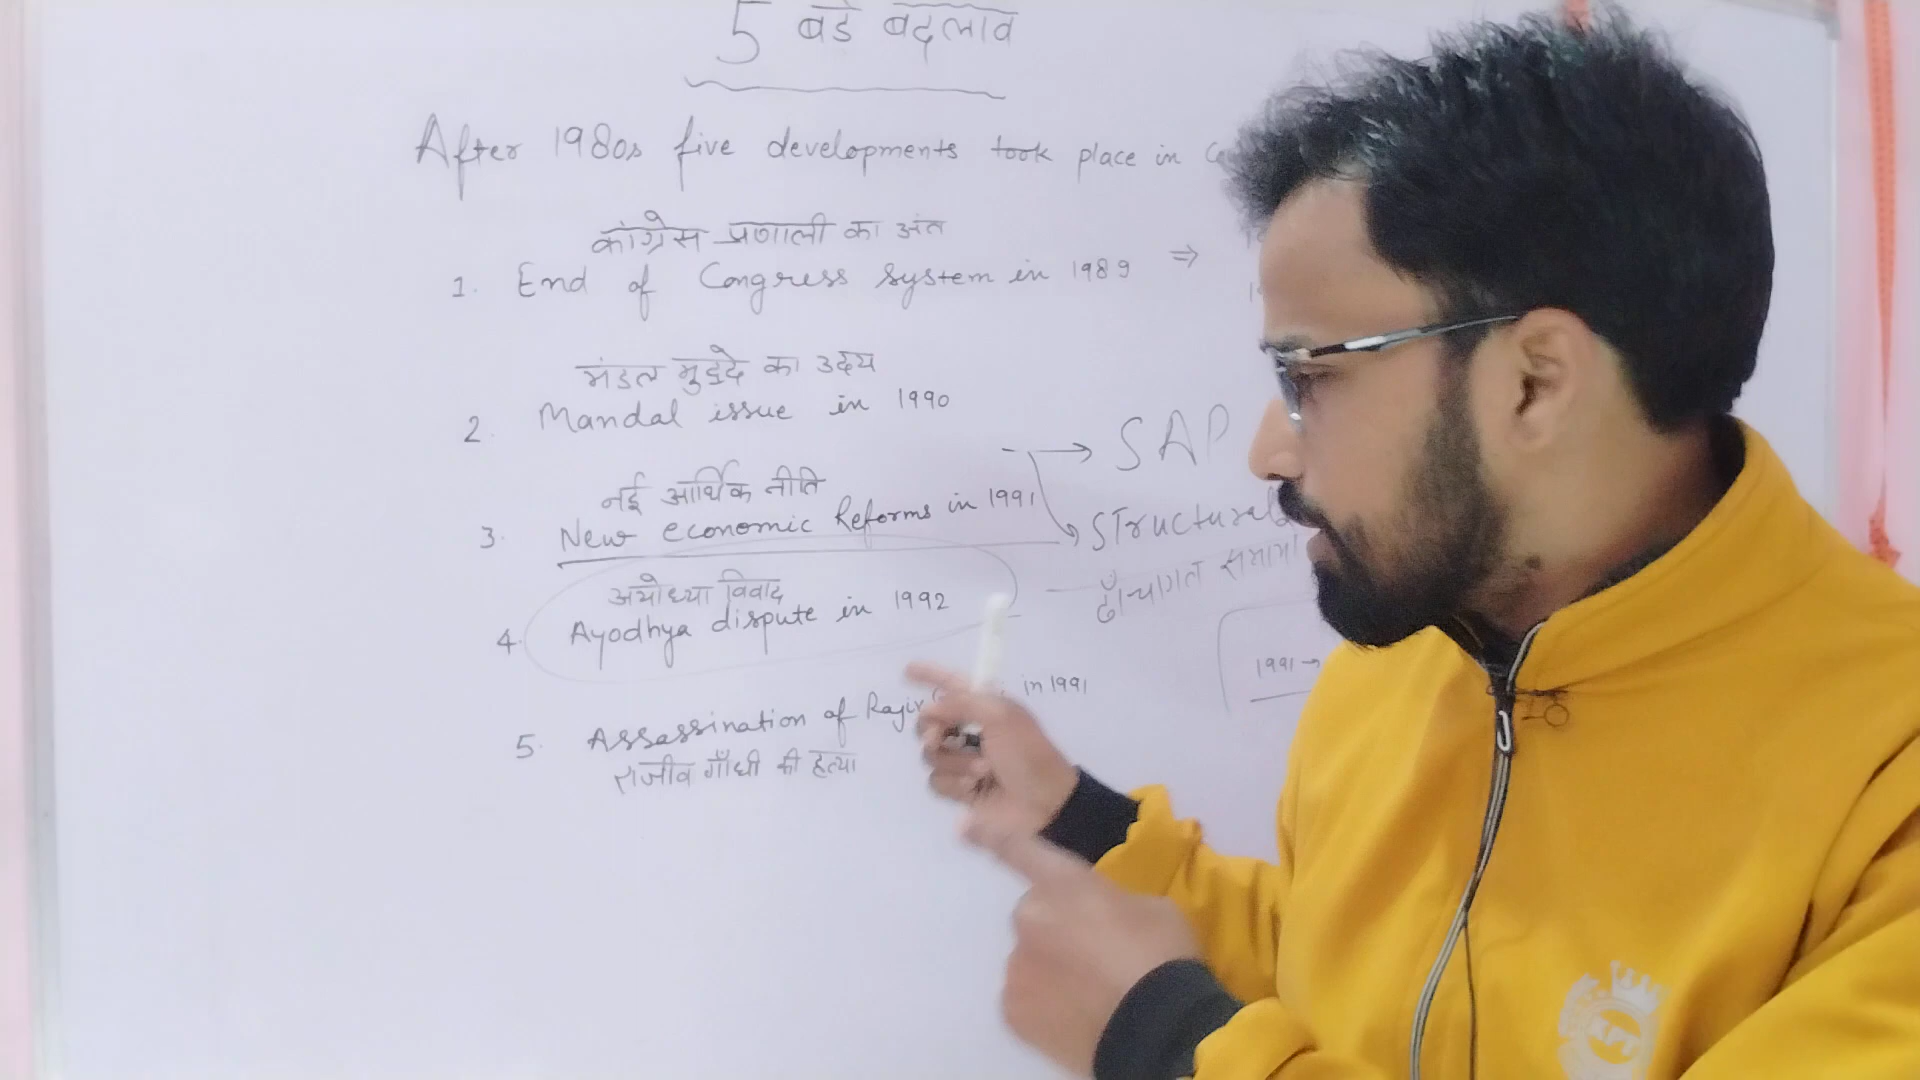 5 बडे बदलाव
After 1980s five developments took place in
कांग्रेस प्रणाली का अंत
1. End of Congress system in 1989 ⇒
मंडल मुद्दे का उदय
2. Mandal issue in 1990
→ SAP
नई आर्थिक नीति
3. New economic Reforms in 1991
Structural
ढाँचागत
अयोध्या विवाद
4. Ayodhya dispute in 1992
1991 →
5. Assassination of Rajiv in 1991
राजीव गाँधी की हत्या